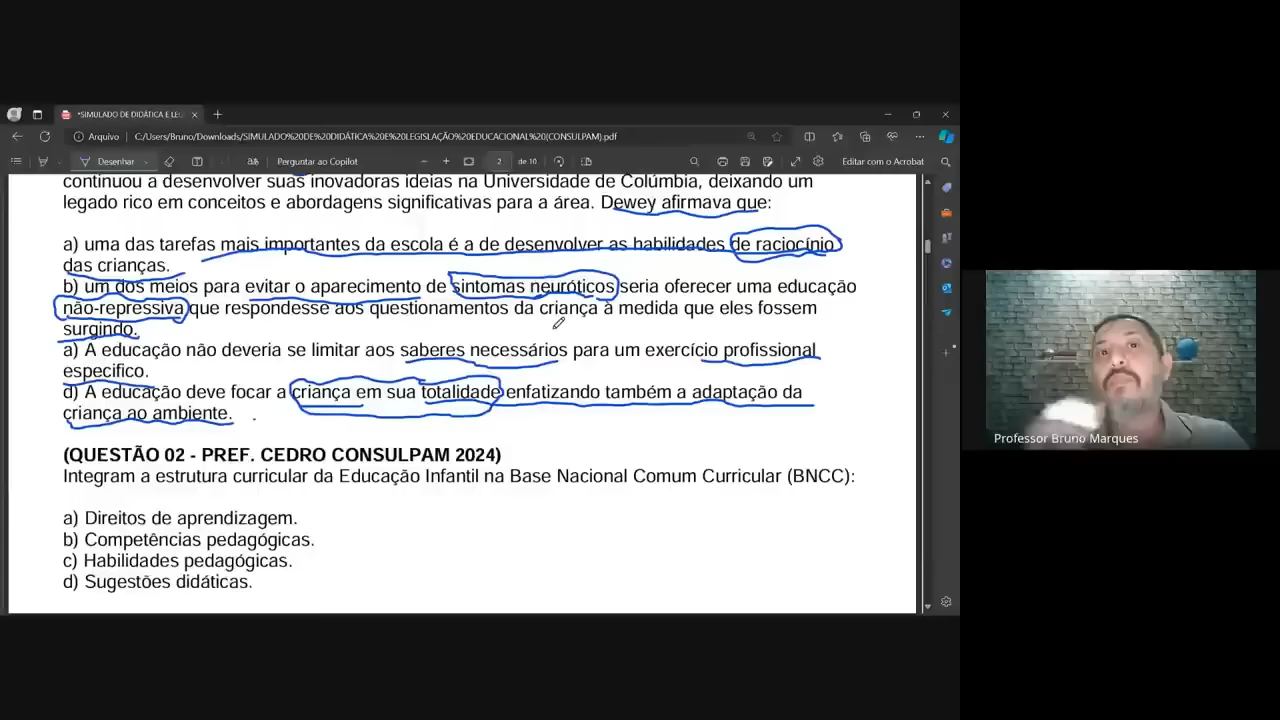 *SIMULADO DE DIDÁTICA E LE
Arquivo C:/Users/Bruno/Downloads/SIMULADO%20DE%20DIDÁTICA%20E%20LEGISLAÇÃO%20EDUCACIONAL%20(CONSULPAM).pdf
Desenhar Perguntar ao Copilot 2 de 10 Editar com o Acrobat
continuou a desenvolver suas inovadoras ideias na Universidade de Colúmbia, deixando um
legado rico em conceitos e abordagens significativas para a área. Dewey afirmava que:
a) uma das tarefas mais importantes da escola é a de desenvolver as habilidades de raciocínio
das crianças.
b) um dos meios para evitar o aparecimento de sintomas neuróticos seria oferecer uma educação
não-repressiva que respondesse aos questionamentos da criança à medida que eles fossem
surgindo.
a) A educação não deveria se limitar aos saberes necessários para um exercício profissional
especifico.
d) A educação deve focar a criança em sua totalidade enfatizando também a adaptação da
criança ao ambiente.
(QUESTÃO 02 - PREF. CEDRO CONSULPAM 2024)
Integram a estrutura curricular da Educação Infantil na Base Nacional Comum Curricular (BNCC):
a) Direitos de aprendizagem.
b) Competências pedagógicas.
c) Habilidades pedagógicas.
d) Sugestões didáticas.
Professor Bruno Marques